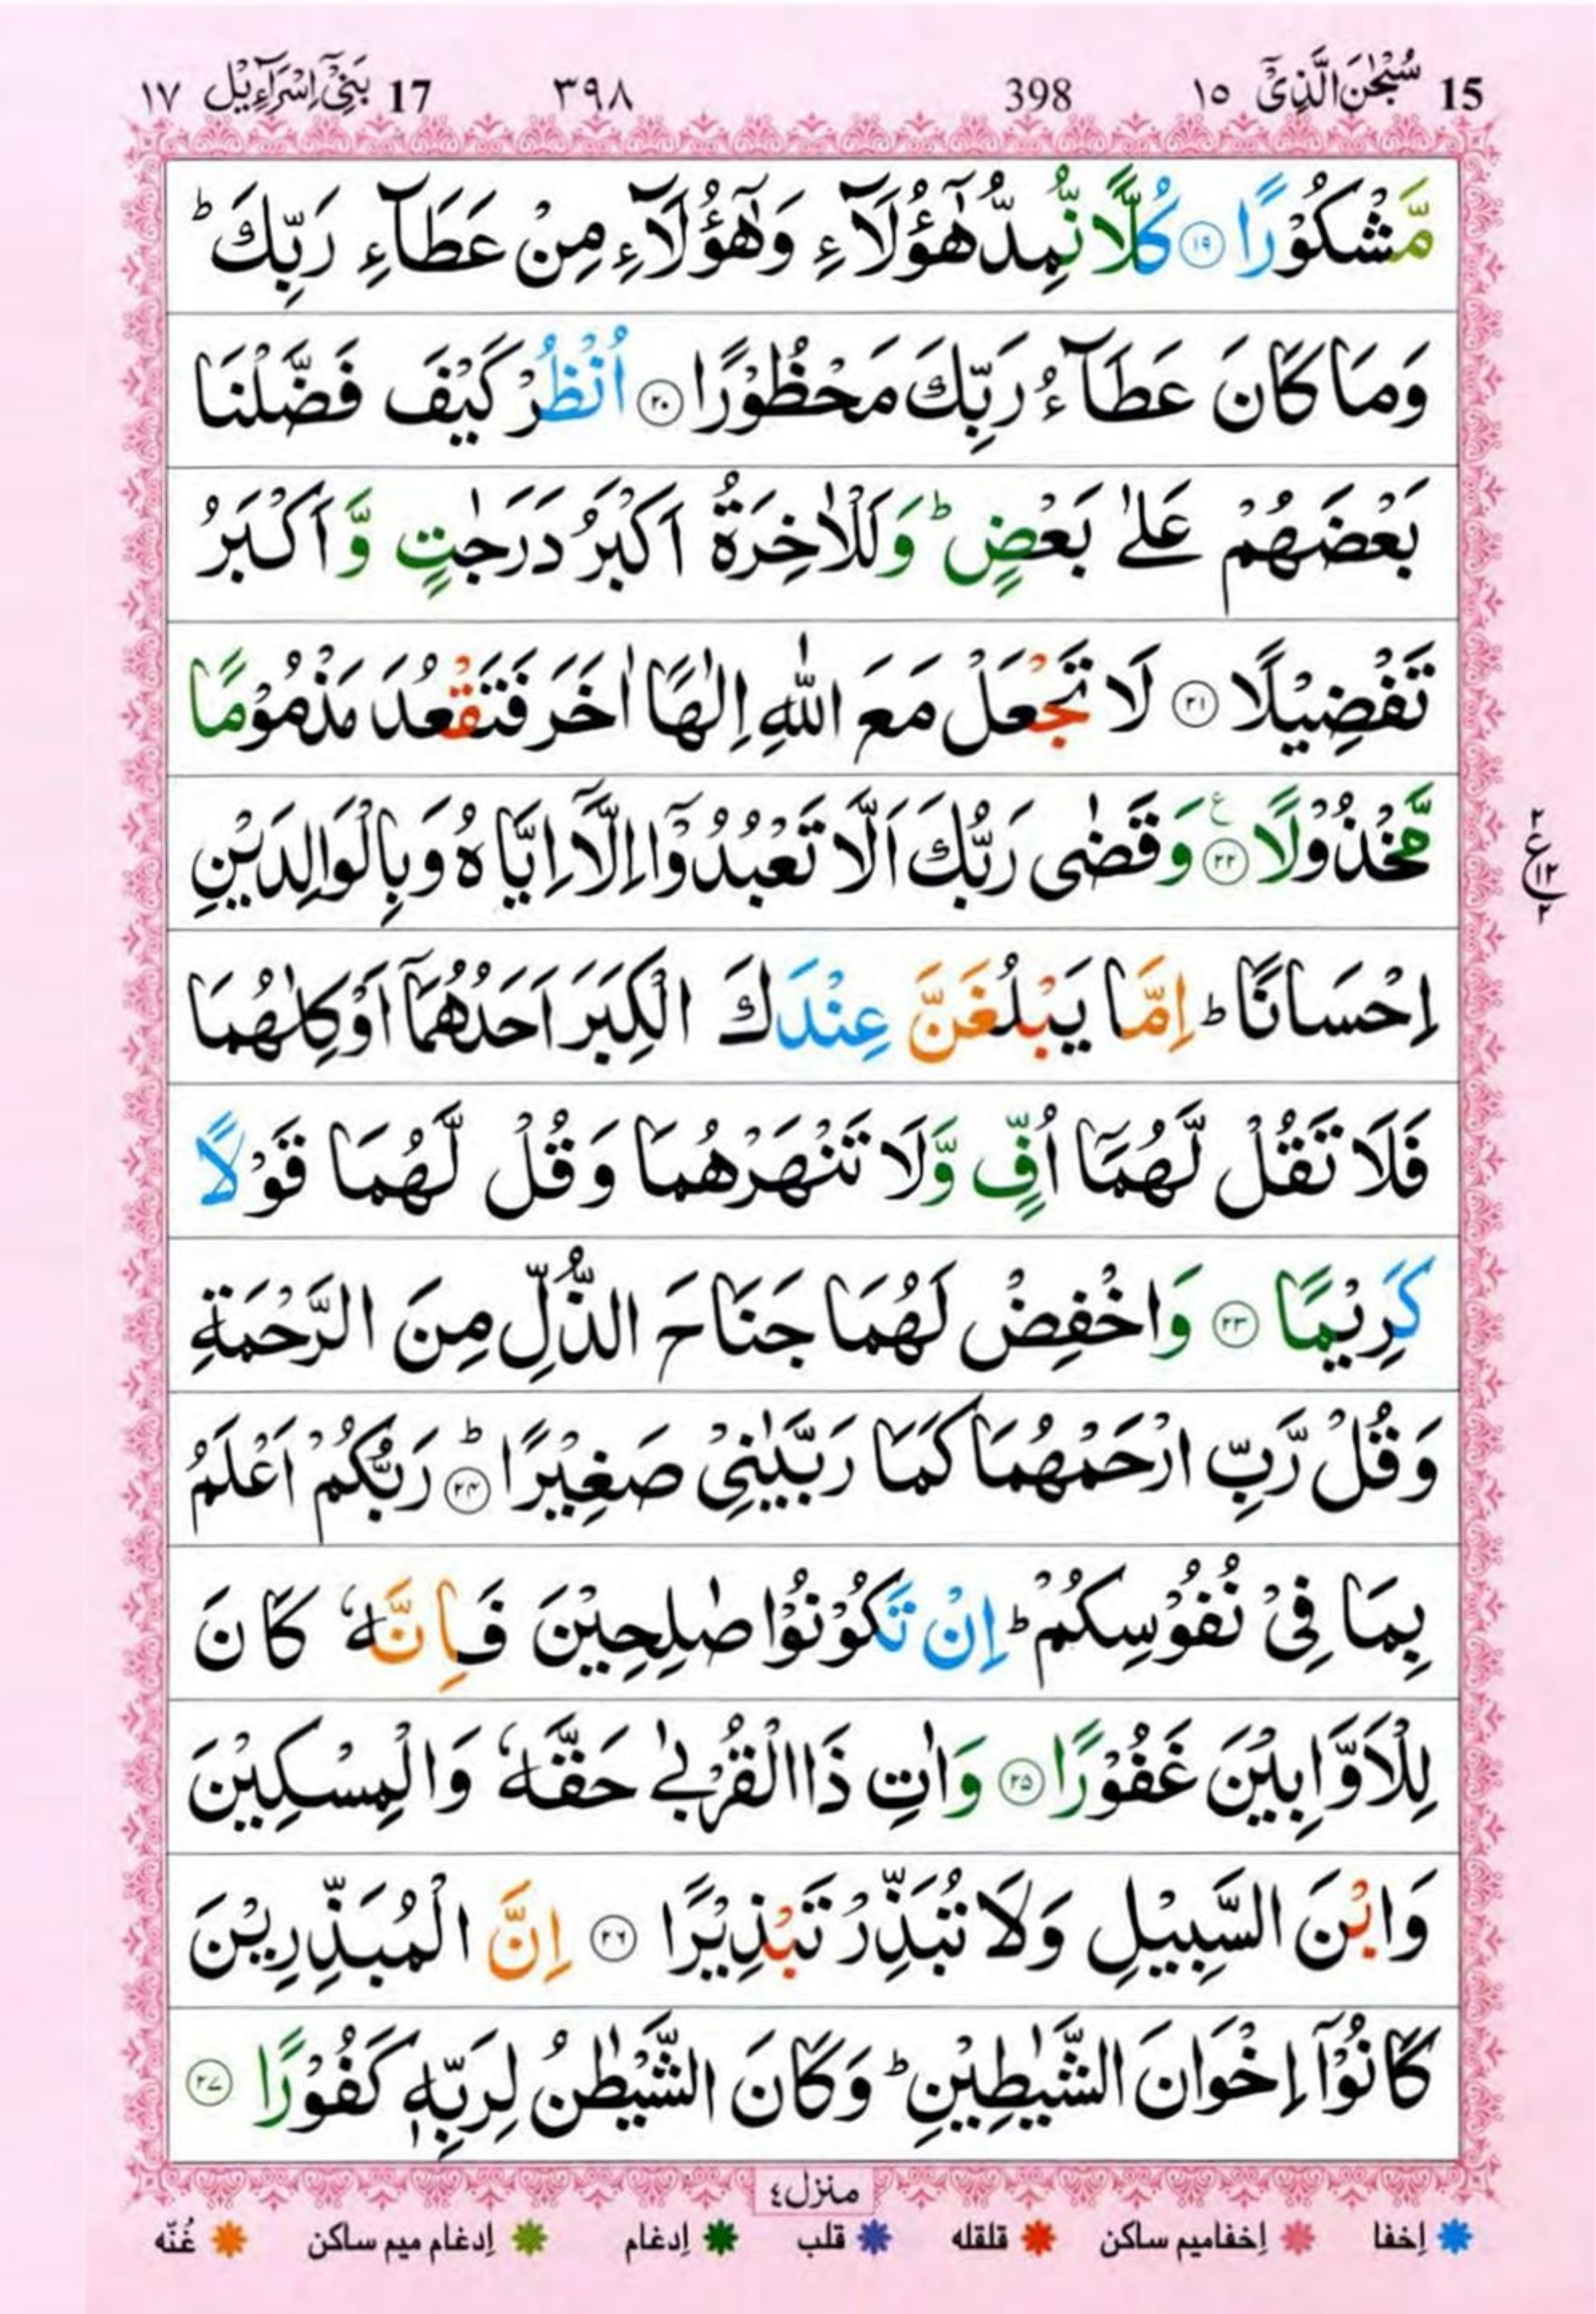 15 سُبْحٰنَ الَّذِيْۤ ١٥ 398 ٣٩٨ 17 بَنِيْۤ اِسْرَآءِيْل ١٧
مَّشْكُوْرًا ﴿١٩﴾ كُلًّا نُّمِدُّ هٰۤؤُلَآءِ وَهٰۤؤُلَآءِ مِنْ عَطَآءِ رَبِّكَ ؕ
وَمَا كَانَ عَطَآءُ رَبِّكَ مَحْظُوْرًا ﴿٢٠﴾ اُنْظُرْ كَيْفَ فَضَّلْنَا
بَعْضَهُمْ عَلٰى بَعْضٍ ؕ وَلَلْاٰخِرَةُ اَكْبَرُ دَرَجٰتٍ وَّاَكْبَرُ
تَفْضِيْلًا ﴿٢١﴾ لَا تَجْعَلْ مَعَ اللّٰهِ اِلٰهًا اٰخَرَ فَتَقْعُدَ مَذْمُوْمًا
مَّخْذُوْلًا ﴿٢٢﴾ ع وَقَضٰى رَبُّكَ اَلَّا تَعْبُدُوْۤا اِلَّاۤ اِيَّاهُ وَبِالْوَالِدَيْنِ
٢ ع ١٢ ٢
اِحْسَانًا ؕ اِمَّا يَبْلُغَنَّ عِنْدَكَ الْكِبَرَ اَحَدُهُمَاۤ اَوْ كِلٰهُمَا
فَلَا تَقُلْ لَّهُمَاۤ اُفٍّ وَّلَا تَنْهَرْهُمَا وَقُلْ لَّهُمَا قَوْلًا
كَرِيْمًا ﴿٢٣﴾ وَاخْفِضْ لَهُمَا جَنَاحَ الذُّلِّ مِنَ الرَّحْمَةِ
وَقُلْ رَّبِّ ارْحَمْهُمَا كَمَا رَبَّيٰنِيْ صَغِيْرًا ؕ ﴿٢٤﴾ رَبُّكُمْ اَعْلَمُ
بِمَا فِيْ نُفُوْسِكُمْ ؕ اِنْ تَكُوْنُوْا صٰلِحِيْنَ فَاِنَّهٗ كَانَ
لِلْاَوَّابِيْنَ غَفُوْرًا ﴿٢٥﴾ وَاٰتِ ذَا الْقُرْبٰى حَقَّهٗ وَالْمِسْكِيْنَ
وَابْنَ السَّبِيْلِ وَلَا تُبَذِّرْ تَبْذِيْرًا ﴿٢٦﴾ اِنَّ الْمُبَذِّرِيْنَ
كَانُوْۤا اِخْوَانَ الشَّيٰطِيْنِ ؕ وَكَانَ الشَّيْطٰنُ لِرَبِّهٖ كَفُوْرًا ﴿٢٧﴾
منزل٤
اِخفا اِخفامیم ساکن قلقله قلب اِدغام اِدغام میم ساکن غُنّه